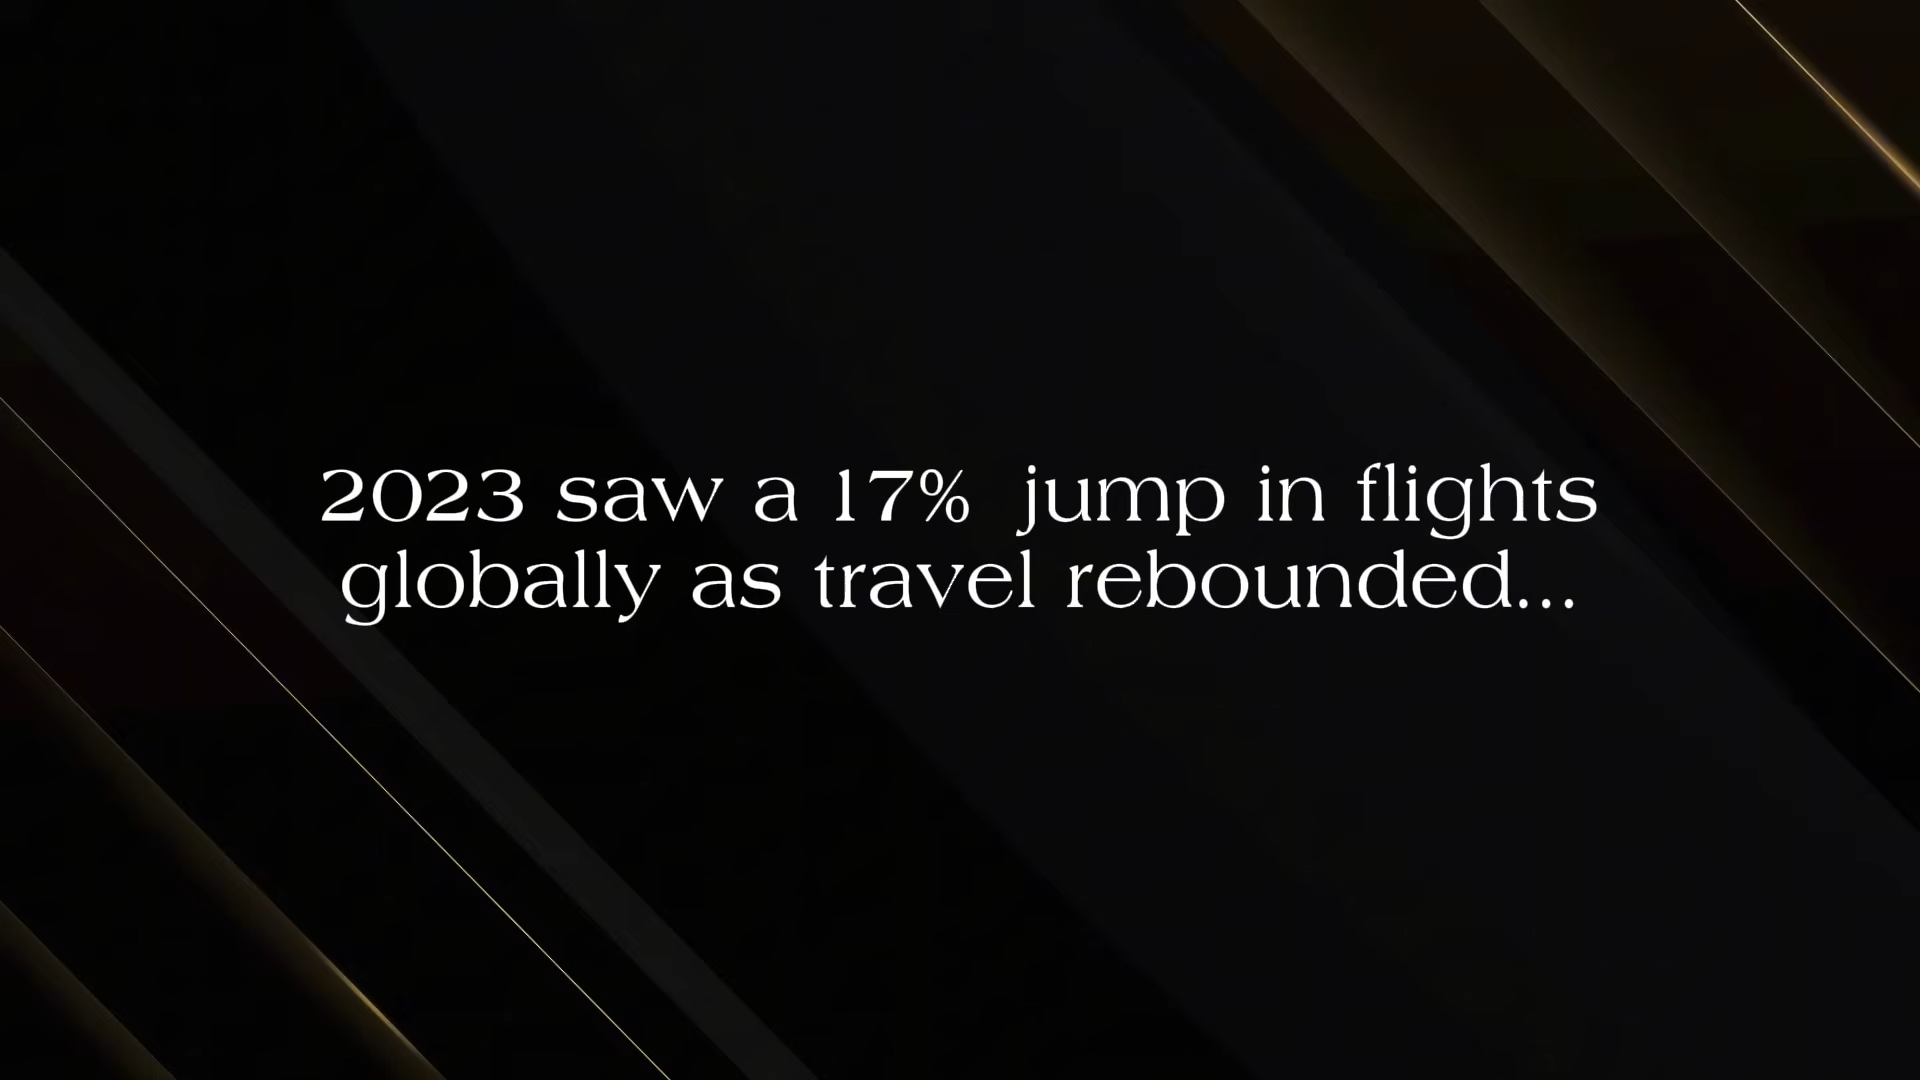 2023 saw a 17% jump in flights
globally as travel rebounded...